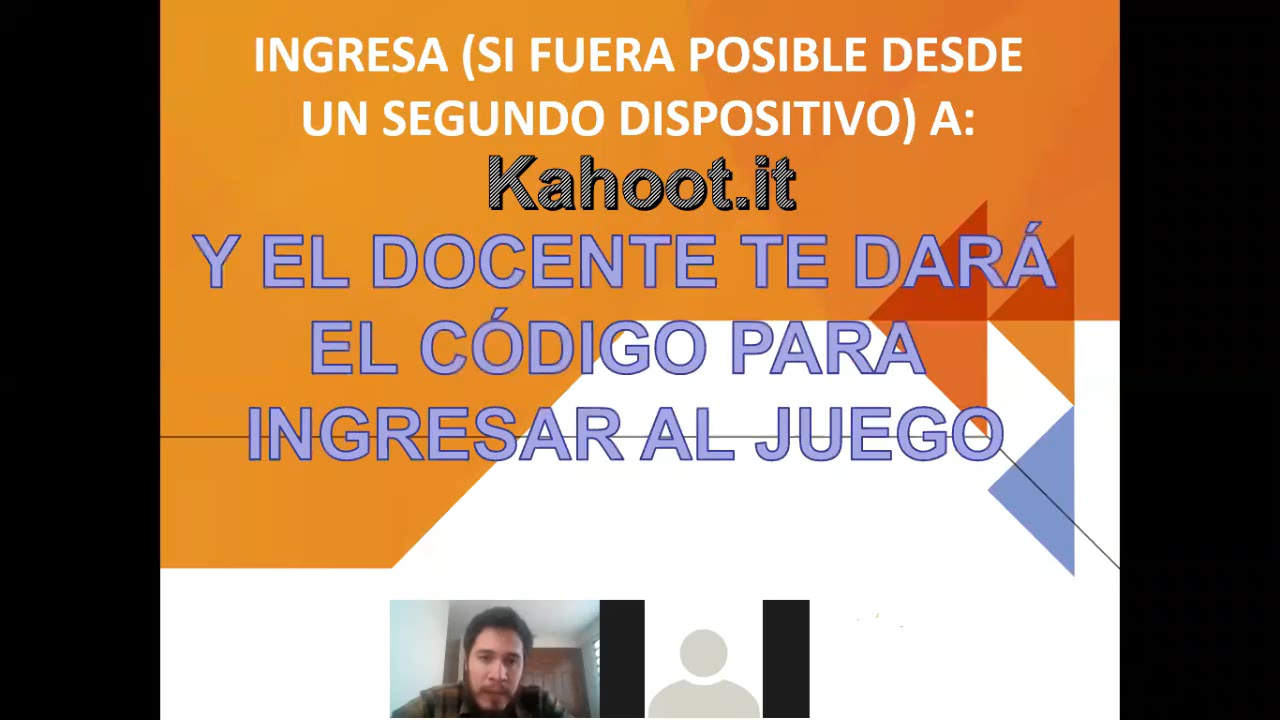 INGRESA (SI FUERA POSIBLE DESDE
UN SEGUNDO DISPOSITIVO) A:
Kahoot.it
Y EL DOCENTE TE DARÁ
EL CÓDIGO PARA
INGRESAR AL JUEGO